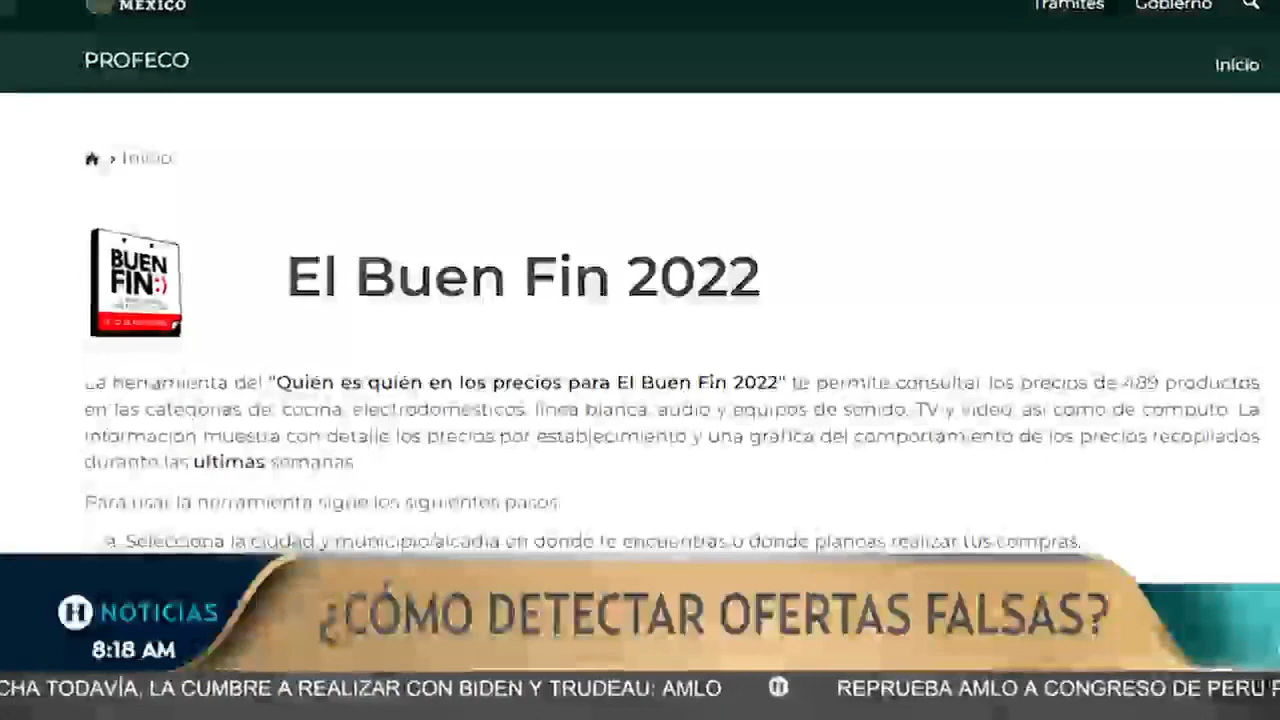 MÉXICO
Trámites Gobierno
PROFECO
Inicio
Inicio
BUEN
FIN:)
El Buen Fin 2022
La herramienta del "Quién es quién en los precios para El Buen Fin 2022" te permite consultar los precios de 489 productos
en las categorías de: cocina, electrodomésticos, línea blanca, audio y equipos de sonido, TV y video, así como de cómputo. La
información muestra con detalle los precios por establecimiento y una gráfica del comportamiento de los precios recopilados
durante las últimas semanas.
Para usar la herramienta sigue los siguientes pasos:
a. Selecciona la ciudad y municipio/alcaldía en donde te encuentras o donde planeas realizar tus compras.
H NOTICIAS
¿CÓMO DETECTAR OFERTAS FALSAS?
8:18 AM
CHA TODAVÍA, LA CUMBRE A REALIZAR CON BIDEN Y TRUDEAU: AMLO H REPRUEBA AMLO A CONGRESO DE PERÚ